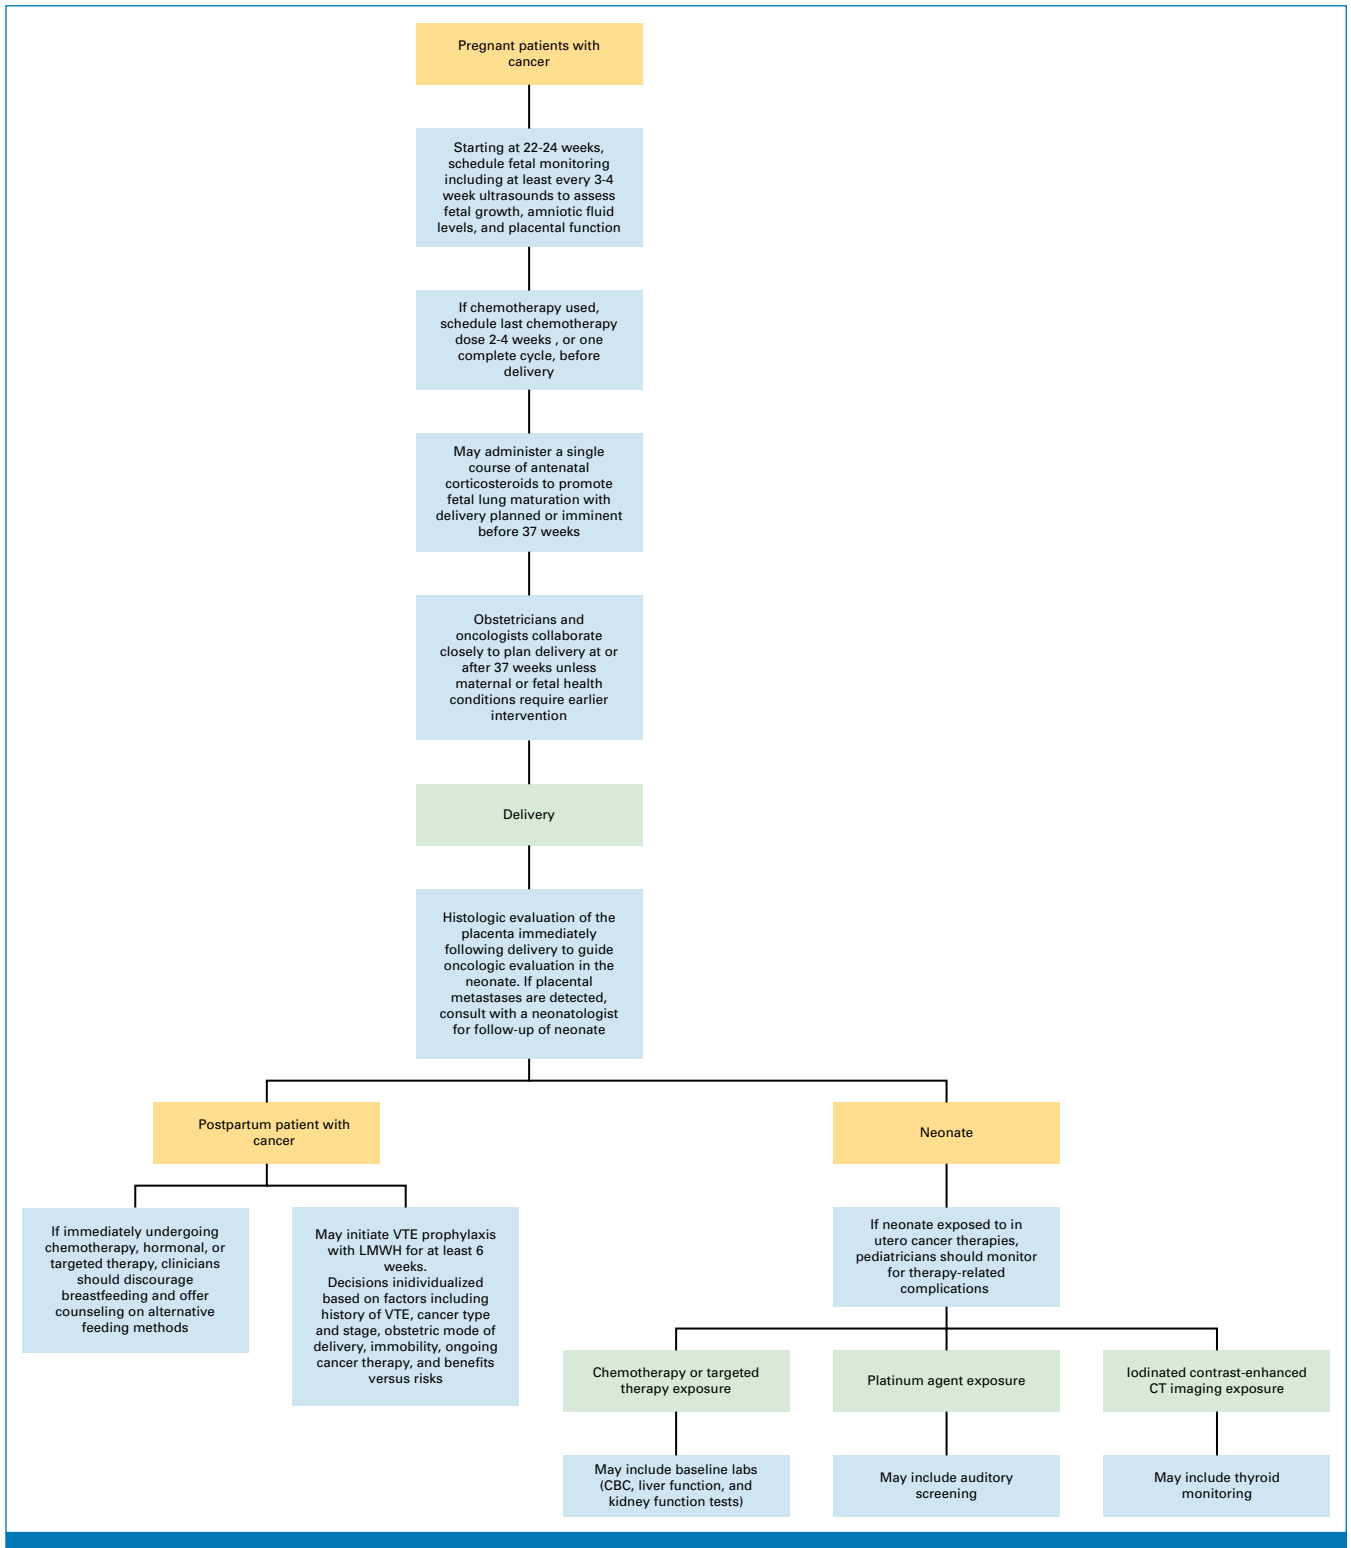 Pregnant patients with
cancer
Starting at 22-24 weeks,
schedule fetal monitoring
including at least every 3-4
week ultrasounds to assess
fetal growth, amniotic fluid
levels, and placental function
If chemotherapy used,
schedule last chemotherapy
dose 2-4 weeks , or one
complete cycle, before
delivery
May administer a single
course of antenatal
corticosteroids to promote
fetal lung maturation with
delivery planned or imminent
before 37 weeks
Obstetricians and
oncologists collaborate
closely to plan delivery at or
after 37 weeks unless
maternal or fetal health
conditions require earlier
intervention
Delivery
Histologic evaluation of the
placenta immediately
following delivery to guide
oncologic evaluation in the
neonate. If placental
metastases are detected,
consult with a neonatologist
for follow-up of neonate
Postpartum patient with
cancer
If immediately undergoing
chemotherapy, hormonal, or
targeted therapy, clinicians
should discourage
breastfeeding and offer
counseling on alternative
feeding methods
May initiate VTE prophylaxis
with LMWH for at least 6
weeks.
Decisions inidividualized
based on factors including
history of VTE, cancer type
and stage, obstetric mode of
delivery, immobility, ongoing
cancer therapy, and benefits
versus risks
Neonate
If neonate exposed to in
utero cancer therapies,
pediatricians should monitor
for therapy-related
complications
Chemotherapy or targeted
therapy exposure
May include baseline labs
(CBC, liver function, and
kidney function tests)
Platinum agent exposure
May include auditory
screening
Iodinated contrast-enhanced
CT imaging exposure
May include thyroid
monitoring